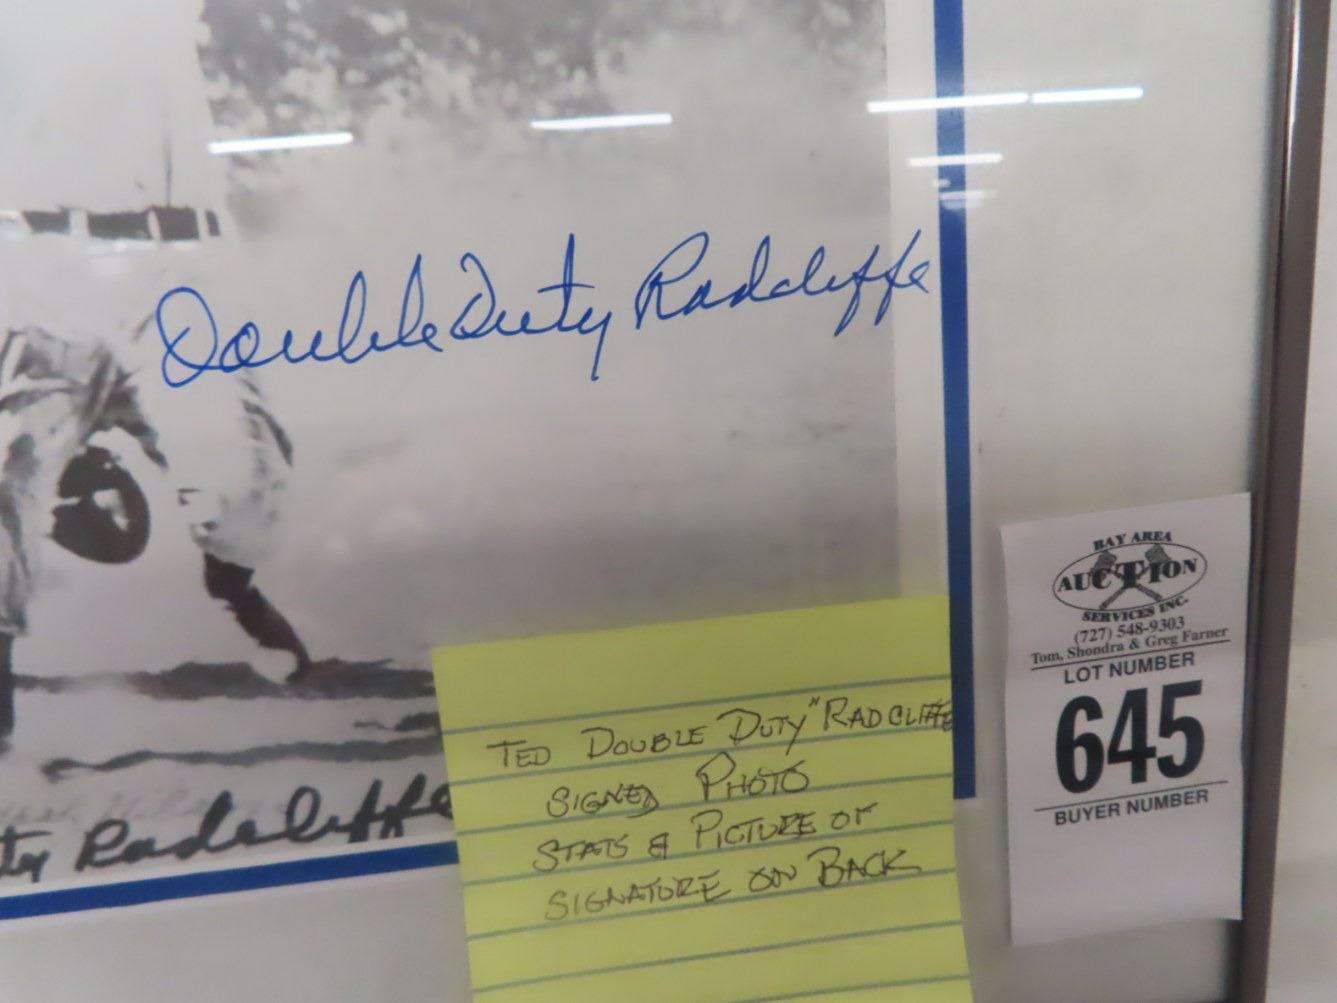 Double Duty Radcliffe
ty Radcliffe
TED DOUBLE DUTY" RADCLIFFE
SIGNED PHOTO
STATS & PICTURE OF
SIGNATURE ON BACK
BAY AREA
AUCTION
SERVICES INC.
(727) 548-9303
Tom, Shondra & Greg Farner
LOT NUMBER
645
BUYER NUMBER